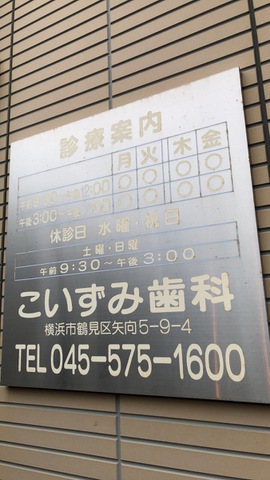 診療案内
月 火 木 金
午前9:30〜午後12:00 ○ ○ ○ ○
午後3:00〜午後 ○ ○ ○ ○
休診日 水曜・祝日
土曜・日曜
午前9:30〜午後3:00
こいずみ歯科
横浜市鶴見区矢向5-9-4
TEL 045-575-1600